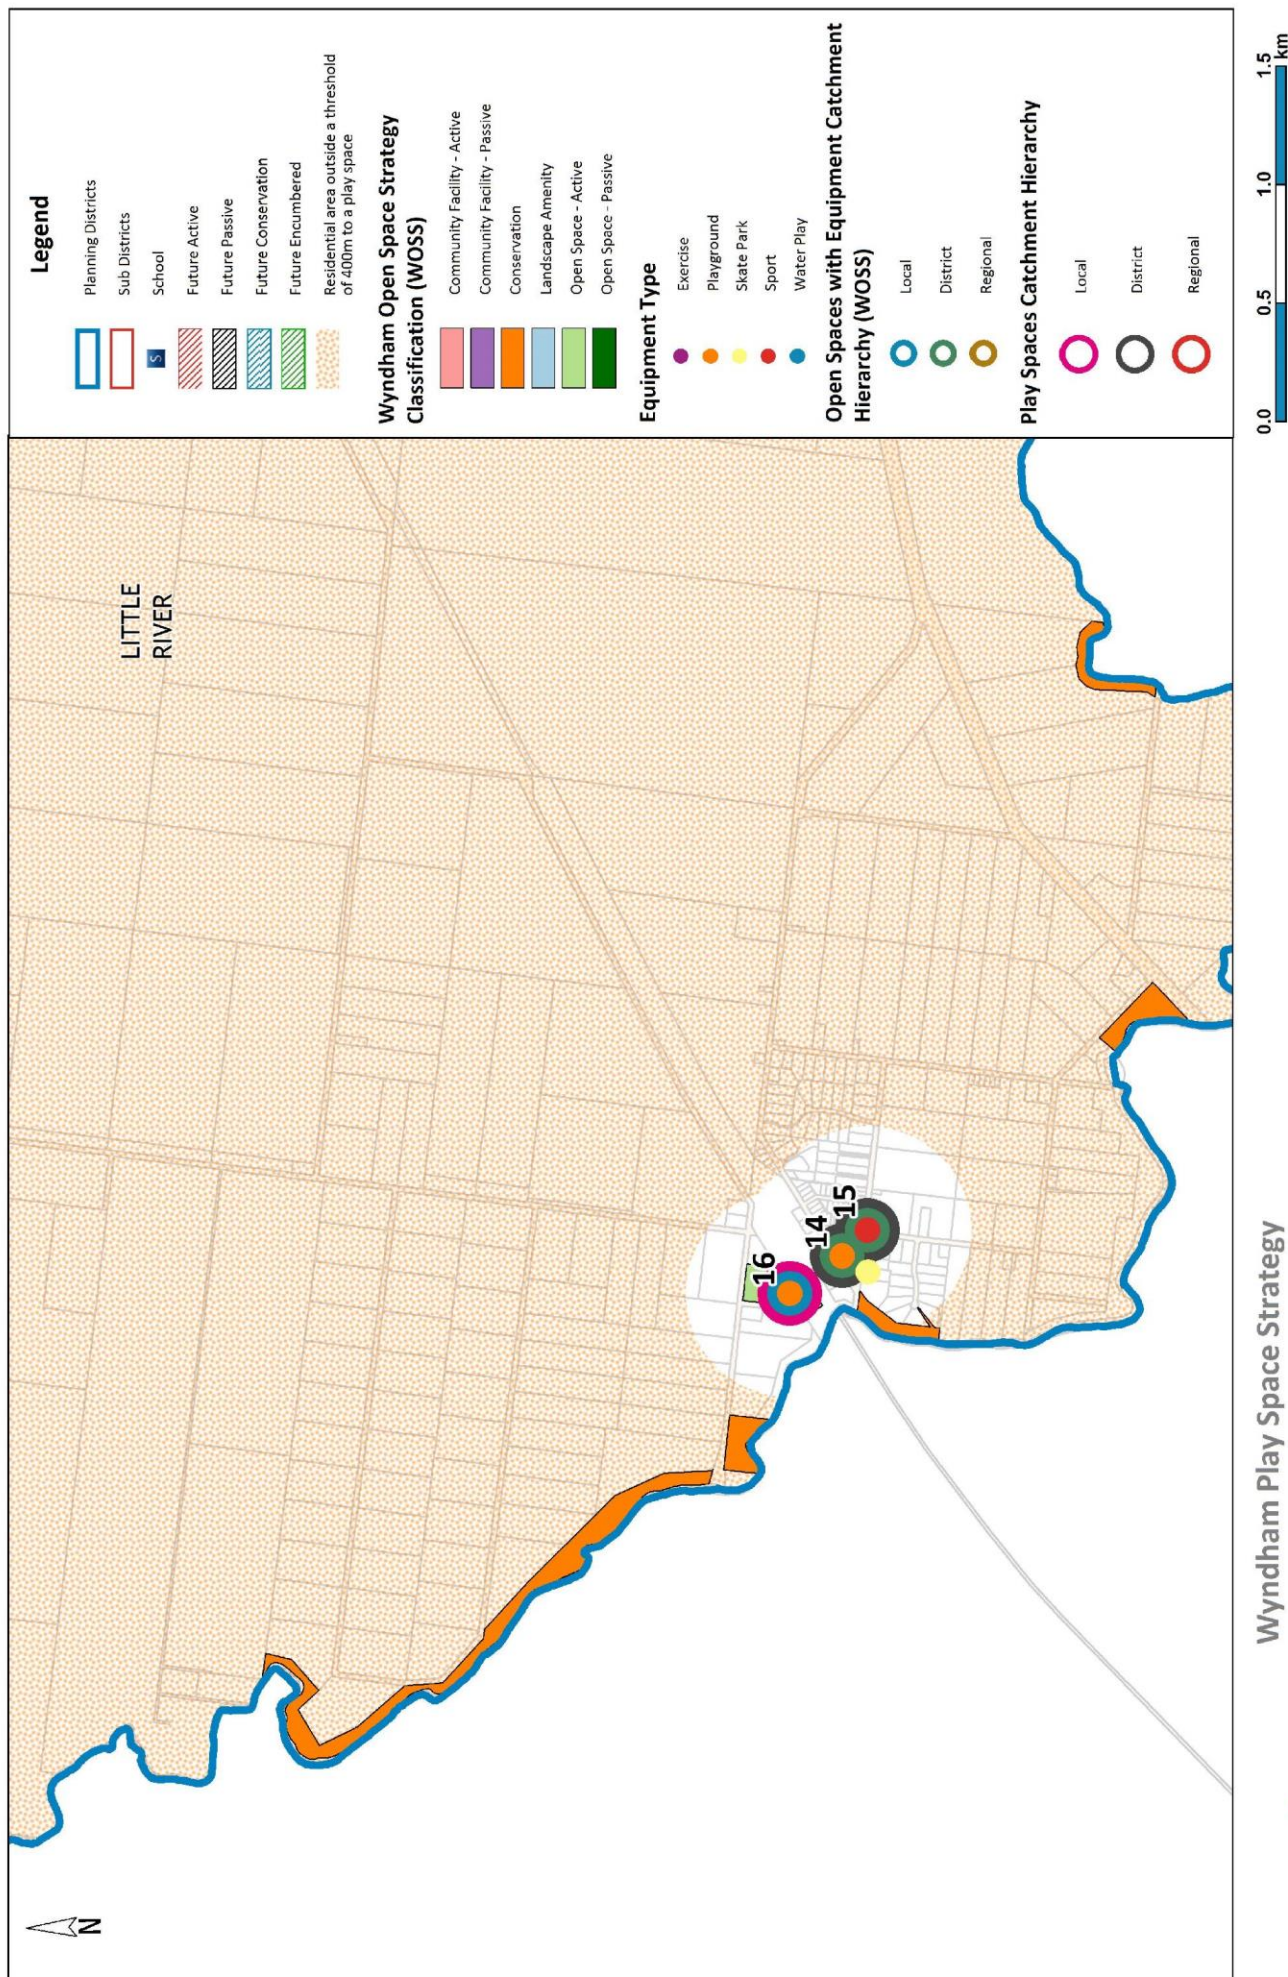 LITTLE
RIVER
16
14
15
N
Legend
Planning Districts
Sub Districts
S
School
Future Active
Future Passive
Future Conservation
Future Encumbered
Residential area outside a threshold
of 400m to a play space
Wyndham Open Space Strategy
Classification (WOSS)
Community Facility - Active
Community Facility - Passive
Conservation
Landscape Amenity
Open Space - Active
Open Space - Passive
Equipment Type
Exercise
Playground
Skate Park
Sport
Water Play
Open Spaces with Equipment Catchment
Hierarchy (WOSS)
Local
District
Regional
Play Spaces Catchment Hierarchy
Local
District
Regional
0.0 0.5 1.0 1.5
km
Wyndham Play Space Strategy